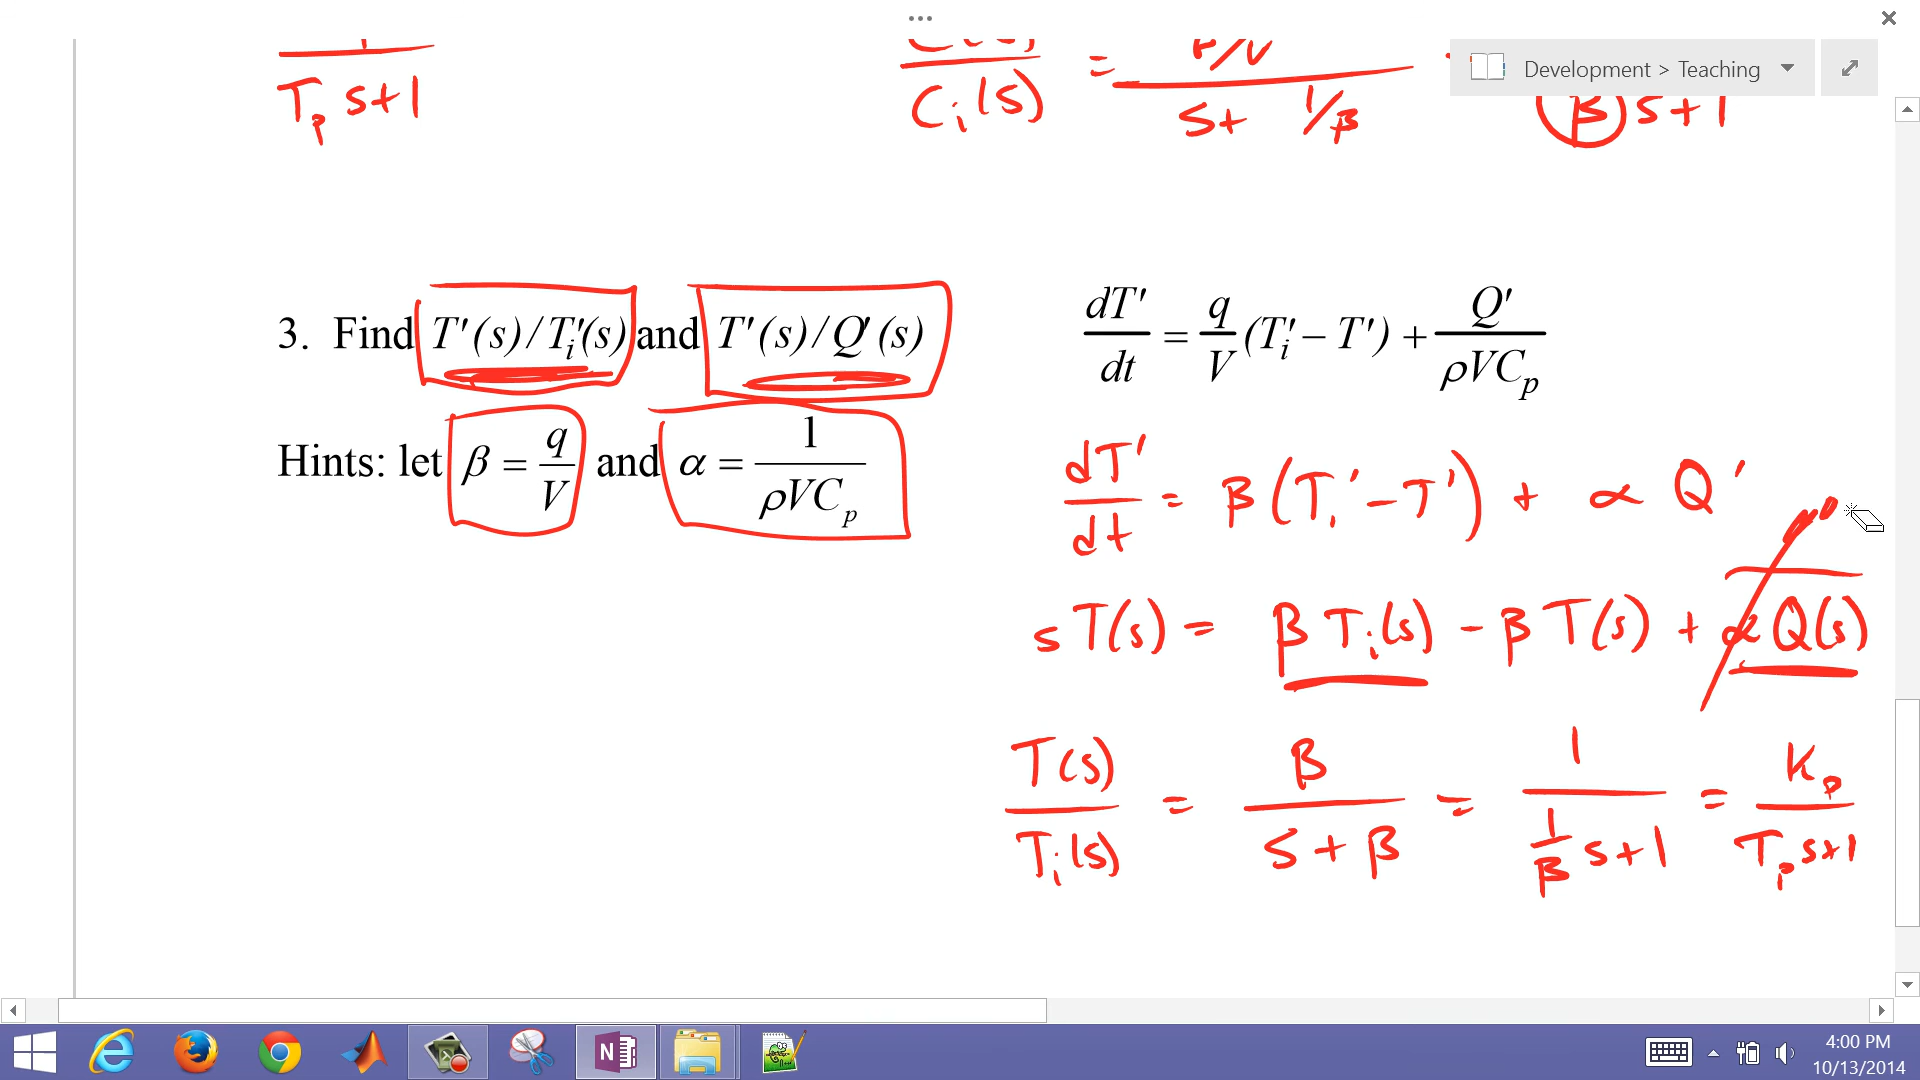 Development > Teaching
T_p s+1
C_i(s) = s+ 1/β
β s+1
3. Find T'(s)/T_i'(s) and T'(s)/Q'(s)
dT'/dt = q/V (T_i' − T') + Q'/ρVC_p
Hints: let β = q/V and α = 1/ρVC_p
dT'/dt = β(T_i' − T') + α Q'
sT(s) = β T_i(s) − β T(s) + α Q(s)
T(s)/T_i(s) = β/(s+β) = 1/(1/β s+1) = K_p/(T_p s+1)
4:00 PM
10/13/2014